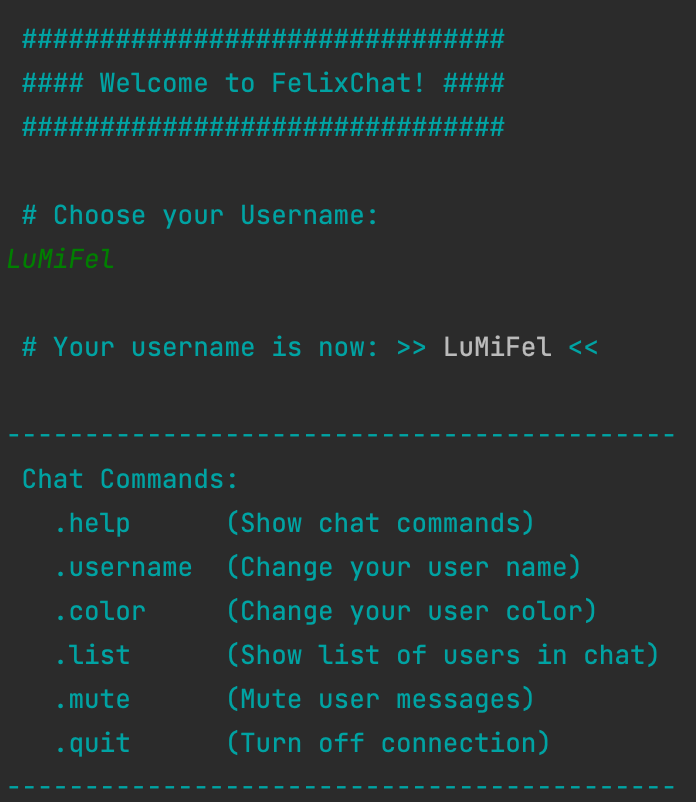 ###############################
#### Welcome to FelixChat! ####
###############################
# Choose your Username:
LuMiFel
# Your username is now: >> LuMiFel <<
-------------------------------------------
Chat Commands:
.help      (Show chat commands)
.username  (Change your user name)
.color     (Change your user color)
.list      (Show list of users in chat)
.mute      (Mute user messages)
.quit      (Turn off connection)
-------------------------------------------